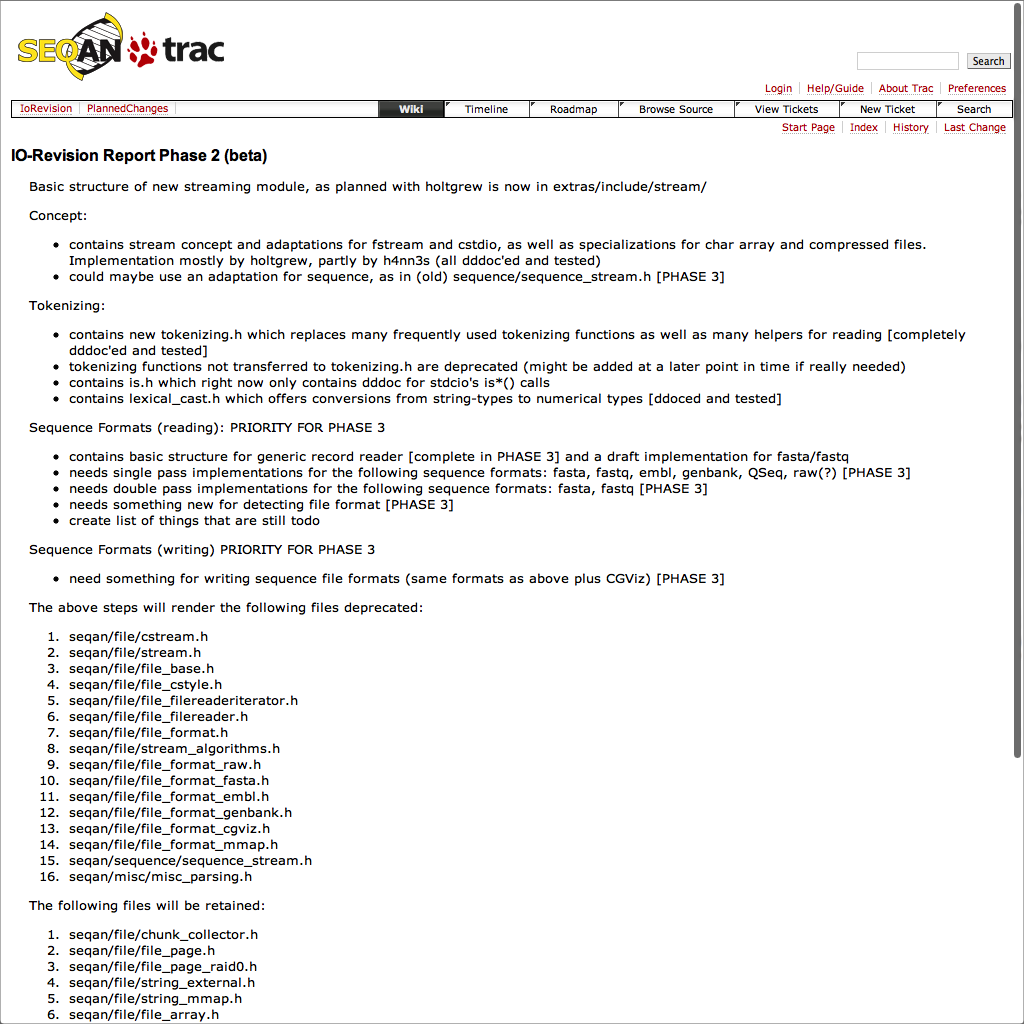 SEQAN trac
Search
Login Help/Guide About Trac Preferences
IoRevision PlannedChanges Wiki Timeline Roadmap Browse Source View Tickets New Ticket Search
Start Page Index History Last Change
IO-Revision Report Phase 2 (beta)
Basic structure of new streaming module, as planned with holtgrew is now in extras/include/stream/
Concept:
• contains stream concept and adaptations for fstream and cstdio, as well as specializations for char array and compressed files.
Implementation mostly by holtgrew, partly by h4nn3s (all dddoc'ed and tested)
• could maybe use an adaptation for sequence, as in (old) sequence/sequence_stream.h [PHASE 3]
Tokenizing:
• contains new tokenizing.h which replaces many frequently used tokenizing functions as well as many helpers for reading [completely
dddoc'ed and tested]
• tokenizing functions not transferred to tokenizing.h are deprecated (might be added at a later point in time if really needed)
• contains is.h which right now only contains dddoc for stdcio's is*() calls
• contains lexical_cast.h which offers conversions from string-types to numerical types [ddoced and tested]
Sequence Formats (reading): PRIORITY FOR PHASE 3
• contains basic structure for generic record reader [complete in PHASE 3] and a draft implementation for fasta/fastq
• needs single pass implementations for the following sequence formats: fasta, fastq, embl, genbank, QSeq, raw(?) [PHASE 3]
• needs double pass implementations for the following sequence formats: fasta, fastq [PHASE 3]
• needs something new for detecting file format [PHASE 3]
• create list of things that are still todo
Sequence Formats (writing) PRIORITY FOR PHASE 3
• need something for writing sequence file formats (same formats as above plus CGViz) [PHASE 3]
The above steps will render the following files deprecated:
1. seqan/file/cstream.h
2. seqan/file/stream.h
3. seqan/file/file_base.h
4. seqan/file/file_cstyle.h
5. seqan/file/file_filereaderiterator.h
6. seqan/file/file_filereader.h
7. seqan/file/file_format.h
8. seqan/file/stream_algorithms.h
9. seqan/file/file_format_raw.h
10. seqan/file/file_format_fasta.h
11. seqan/file/file_format_embl.h
12. seqan/file/file_format_genbank.h
13. seqan/file/file_format_cgviz.h
14. seqan/file/file_format_mmap.h
15. seqan/sequence/sequence_stream.h
16. seqan/misc/misc_parsing.h
The following files will be retained:
1. seqan/file/chunk_collector.h
2. seqan/file/file_page.h
3. seqan/file/file_page_raid0.h
4. seqan/file/string_external.h
5. seqan/file/string_mmap.h
6. seqan/file/file_array.h